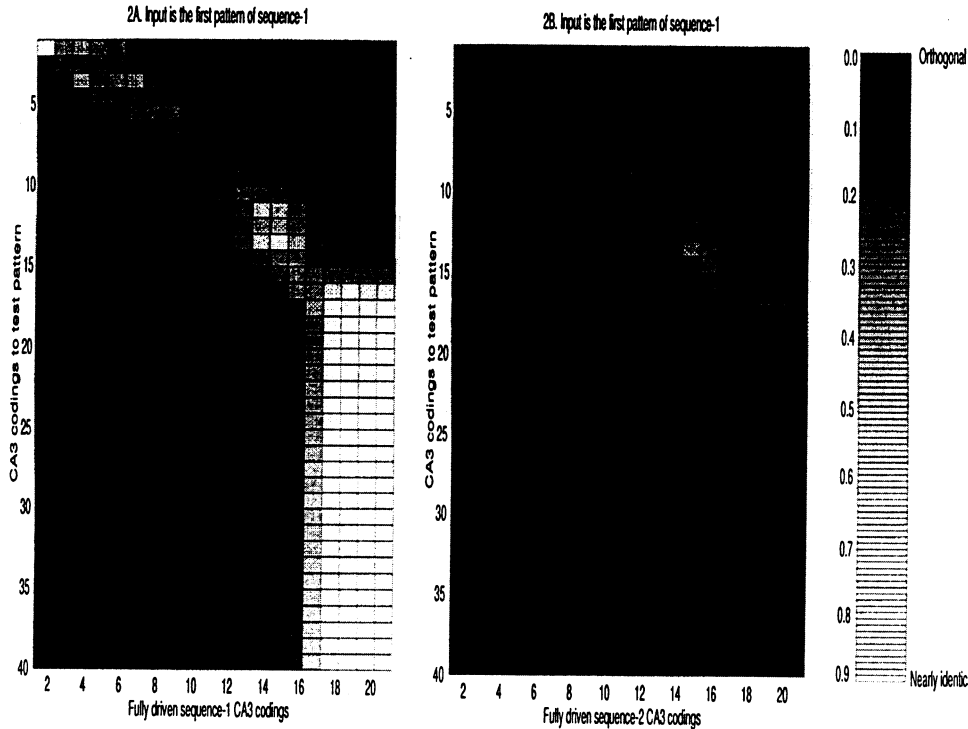 2A. Input is the first pattern of sequence-1
5
10
15
20
25
30
35
40
CA3 codings to test pattern
2 4 6 8 10 12 14 16 18 20
Fully driven sequence-1 CA3 codings
2B. Input is the first pattern of sequence-1
5
10
15
20
25
30
35
40
CA3 codings to test pattern
2 4 6 8 10 12 14 16 18 20
Fully driven sequence-2 CA3 codings
0.0 Orthogonal
0.1
0.2
0.3
0.4
0.5
0.6
0.7
0.8
0.9 Nearly identic